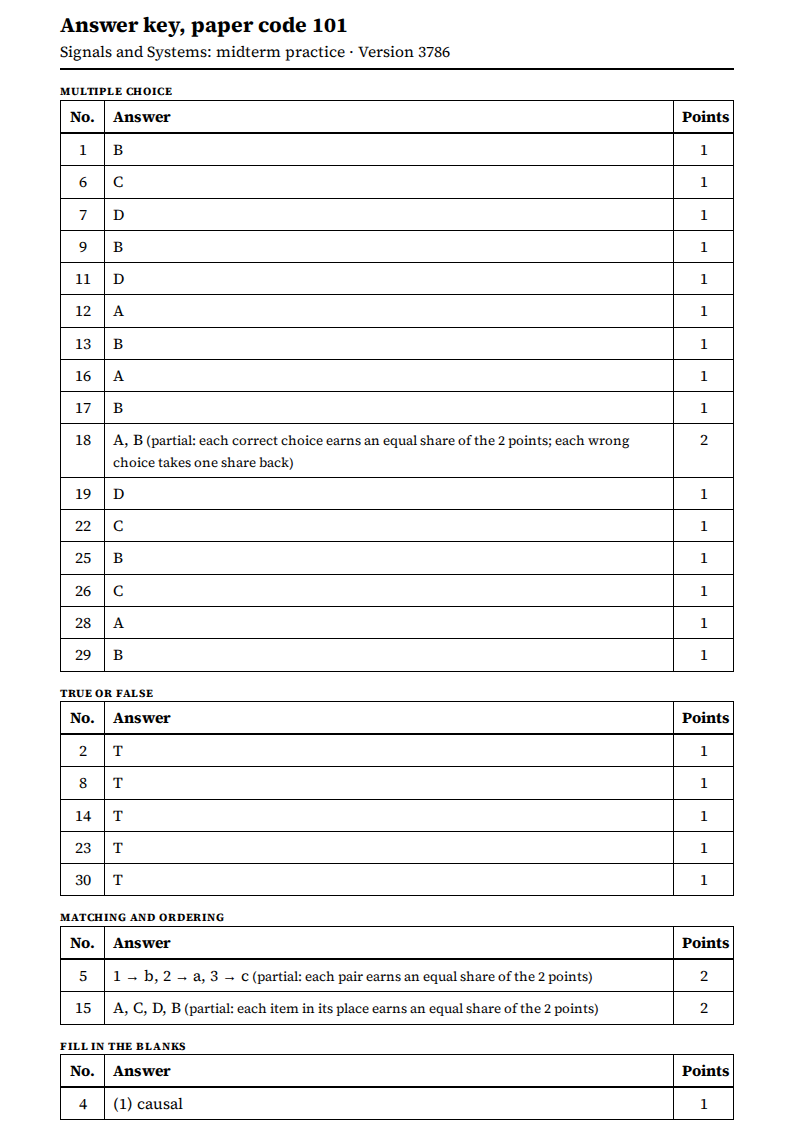 Answer key, paper code 101
Signals and Systems: midterm practice · Version 3786
MULTIPLE CHOICE
No. Answer Points
1 B 1
6 C 1
7 D 1
9 B 1
11 D 1
12 A 1
13 B 1
16 A 1
17 B 1
18 A, B (partial: each correct choice earns an equal share of the 2 points; each wrong 2
choice takes one share back)
19 D 1
22 C 1
25 B 1
26 C 1
28 A 1
29 B 1
TRUE OR FALSE
No. Answer Points
2 T 1
8 T 1
14 T 1
23 T 1
30 T 1
MATCHING AND ORDERING
No. Answer Points
5 1 → b, 2 → a, 3 → c (partial: each pair earns an equal share of the 2 points) 2
15 A, C, D, B (partial: each item in its place earns an equal share of the 2 points) 2
FILL IN THE BLANKS
No. Answer Points
4 (1) causal 1